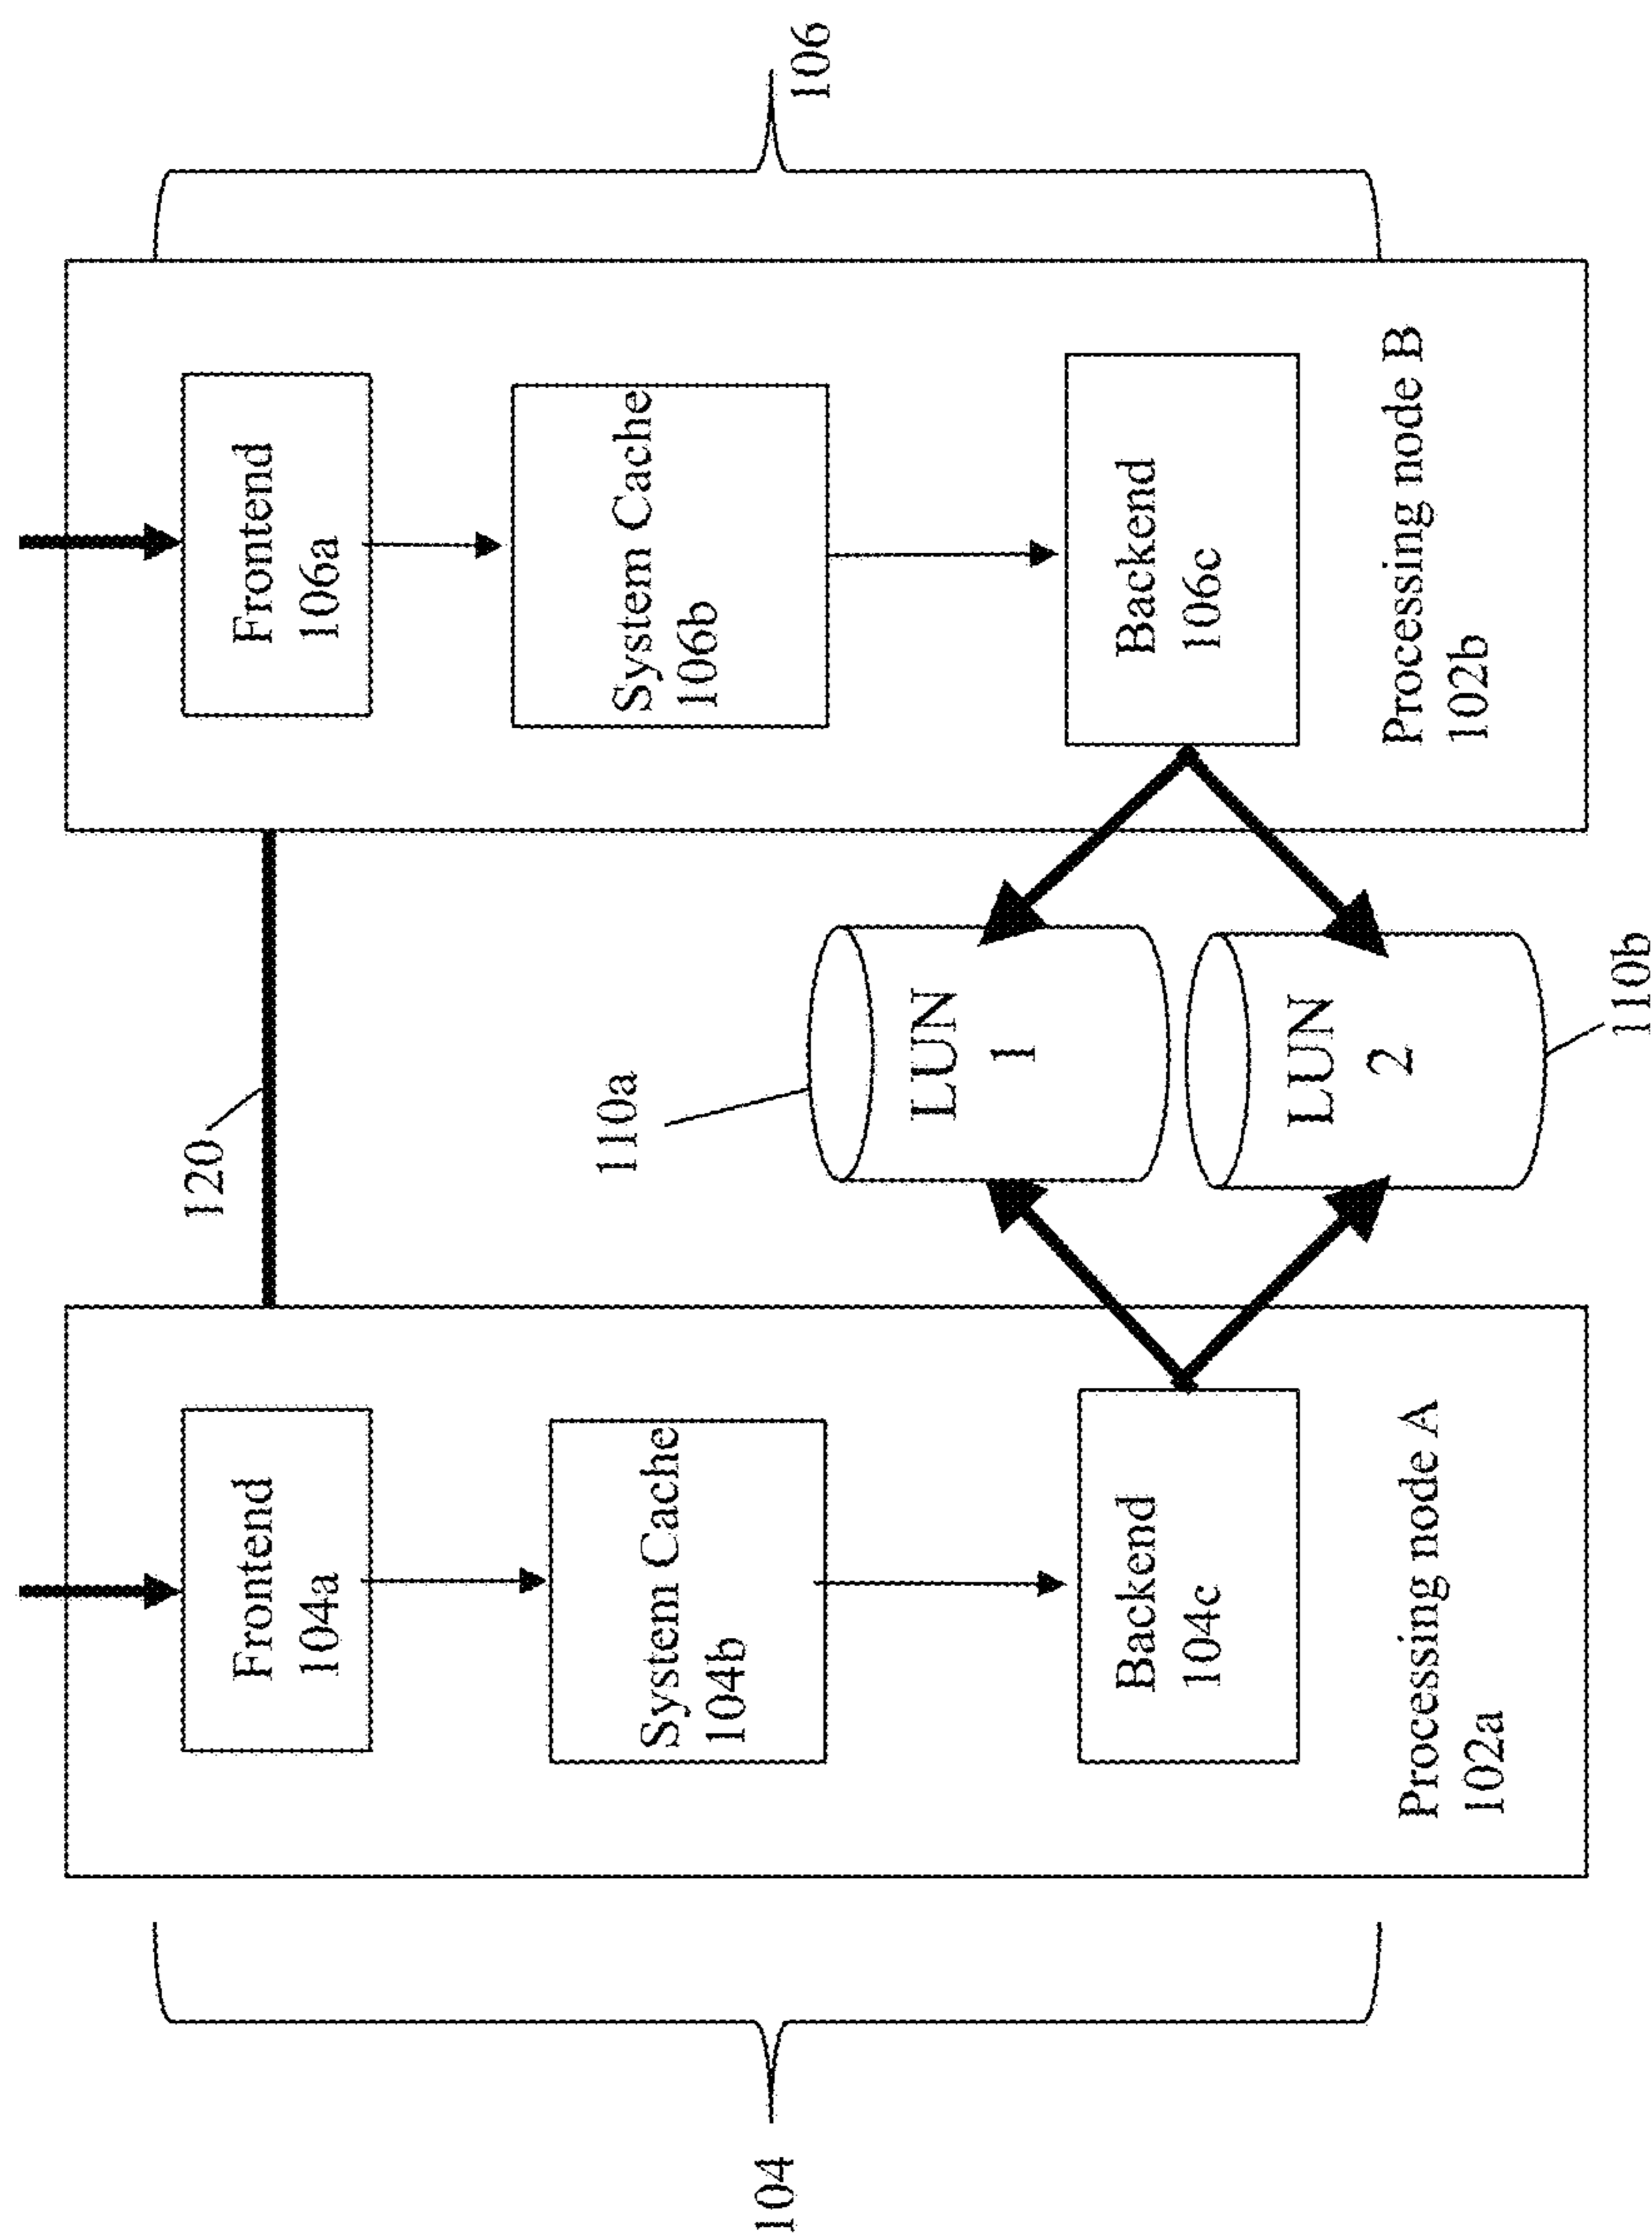 120
104
106
Frontend
104a
System Cache
104b
Backend
104c
Processing node A
102a
110a
LUN
1
LUN
2
110b
Frontend
106a
System Cache
106b
Backend
106c
Processing node B
102b